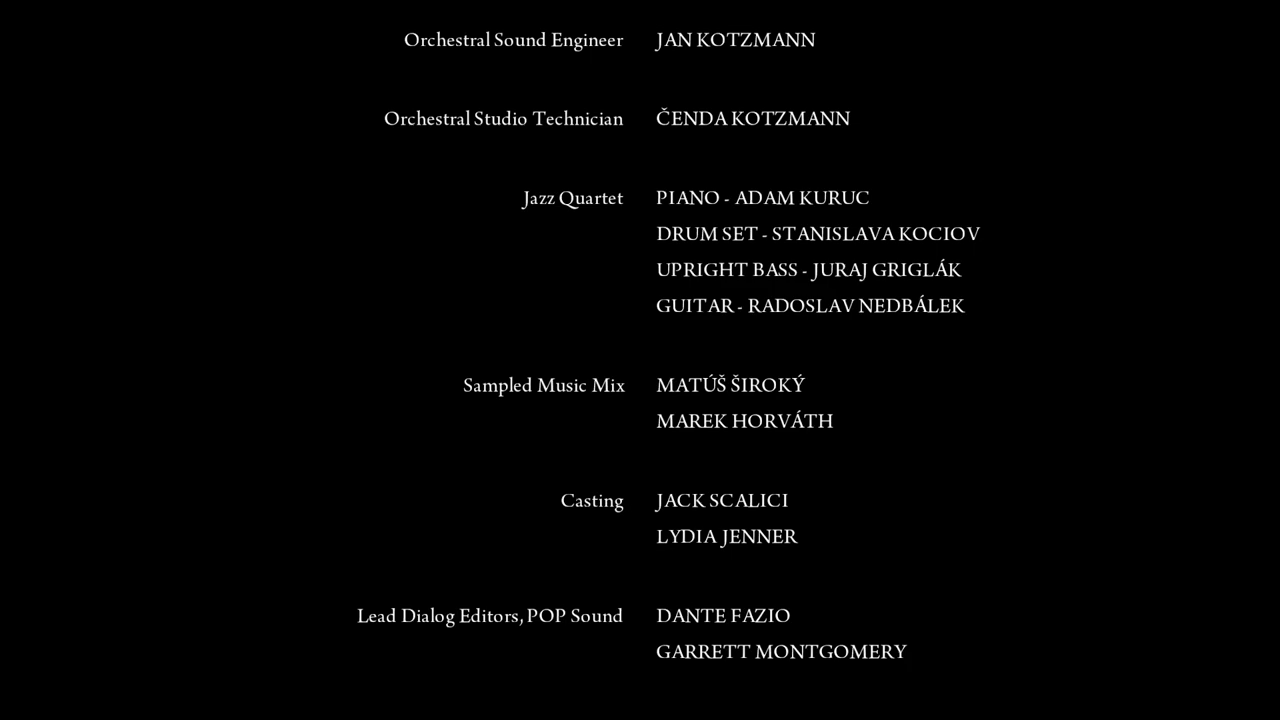 Orchestral Sound Engineer JAN KOTZMANN
Orchestral Studio Technician ČENDA KOTZMANN
Jazz Quartet PIANO - ADAM KURUC
DRUM SET - STANISLAVA KOCIOV
UPRIGHT BASS - JURAJ GRIGLÁK
GUITAR - RADOSLAV NEDBÁLEK
Sampled Music Mix MATÚŠ ŠIROKÝ
MAREK HORVÁTH
Casting JACK SCALICI
LYDIA JENNER
Lead Dialog Editors, POP Sound DANTE FAZIO
GARRETT MONTGOMERY